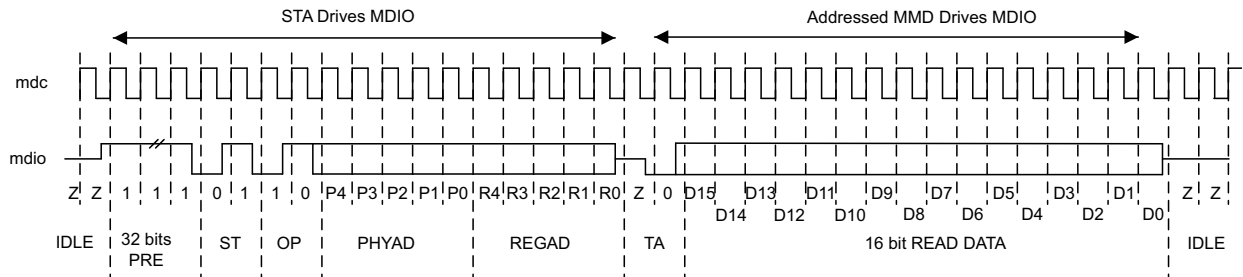 STA Drives MDIO
Addressed MMD Drives MDIO
mdc
mdio
Z Z 1 1 1 0 1 1 0 P4 P3 P2 P1 P0 R4 R3 R2 R1 R0 Z 0 D15 D13 D11 D9 D7 D5 D3 D1 Z Z
D14 D12 D10 D8 D6 D4 D2 D0
IDLE 32 bits ST OP PHYAD REGAD TA 16 bit READ DATA IDLE
PRE